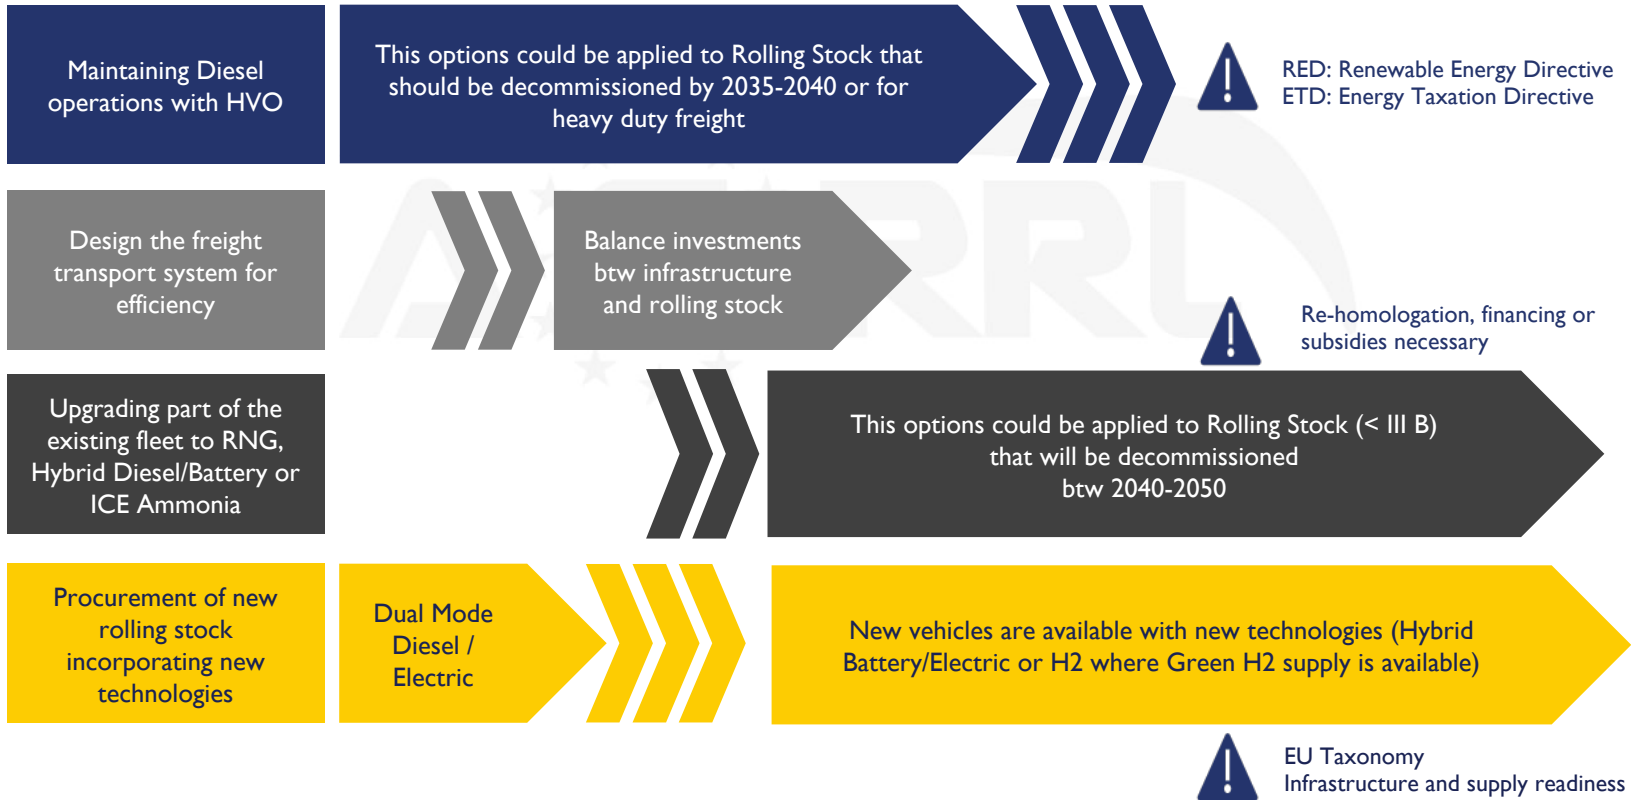 Maintaining Diesel
operations with HVO
This options could be applied to Rolling Stock that
should be decommissioned by 2035-2040 or for
heavy duty freight
RED: Renewable Energy Directive
ETD: Energy Taxation Directive
Design the freight
transport system for
efficiency
Balance investments
btw infrastructure
and rolling stock
Re-homologation, financing or
subsidies necessary
Upgrading part of the
existing fleet to RNG,
Hybrid Diesel/Battery or
ICE Ammonia
This options could be applied to Rolling Stock (< III B)
that will be decommissioned
btw 2040-2050
Procurement of new
rolling stock
incorporating new
technologies
Dual Mode
Diesel /
Electric
New vehicles are available with new technologies (Hybrid
Battery/Electric or H2 where Green H2 supply is available)
EU Taxonomy
Infrastructure and supply readiness